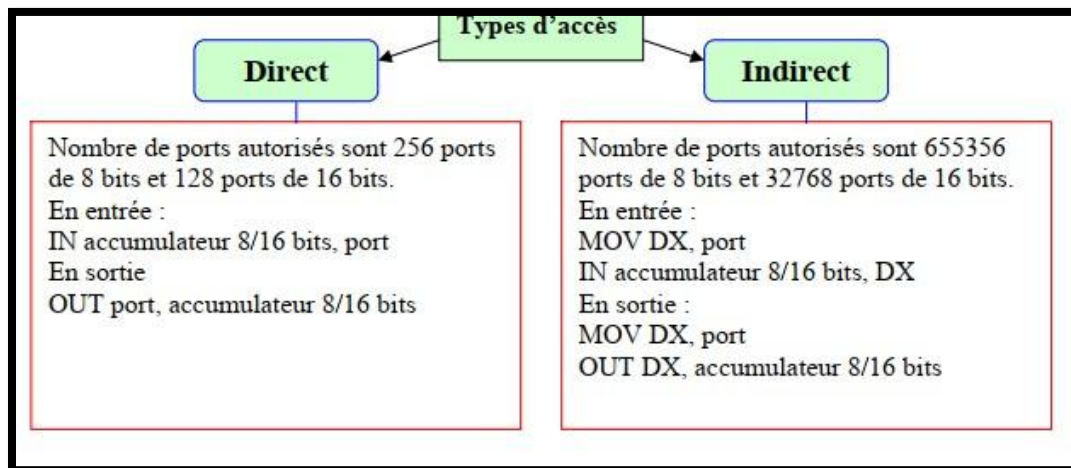 Types d'accès
Direct
Indirect
Nombre de ports autorisés sont 256 ports
de 8 bits et 128 ports de 16 bits.
En entrée :
IN accumulateur 8/16 bits, port
En sortie
OUT port, accumulateur 8/16 bits
Nombre de ports autorisés sont 655356
ports de 8 bits et 32768 ports de 16 bits.
En entrée :
MOV DX, port
IN accumulateur 8/16 bits, DX
En sortie :
MOV DX, port
OUT DX, accumulateur 8/16 bits